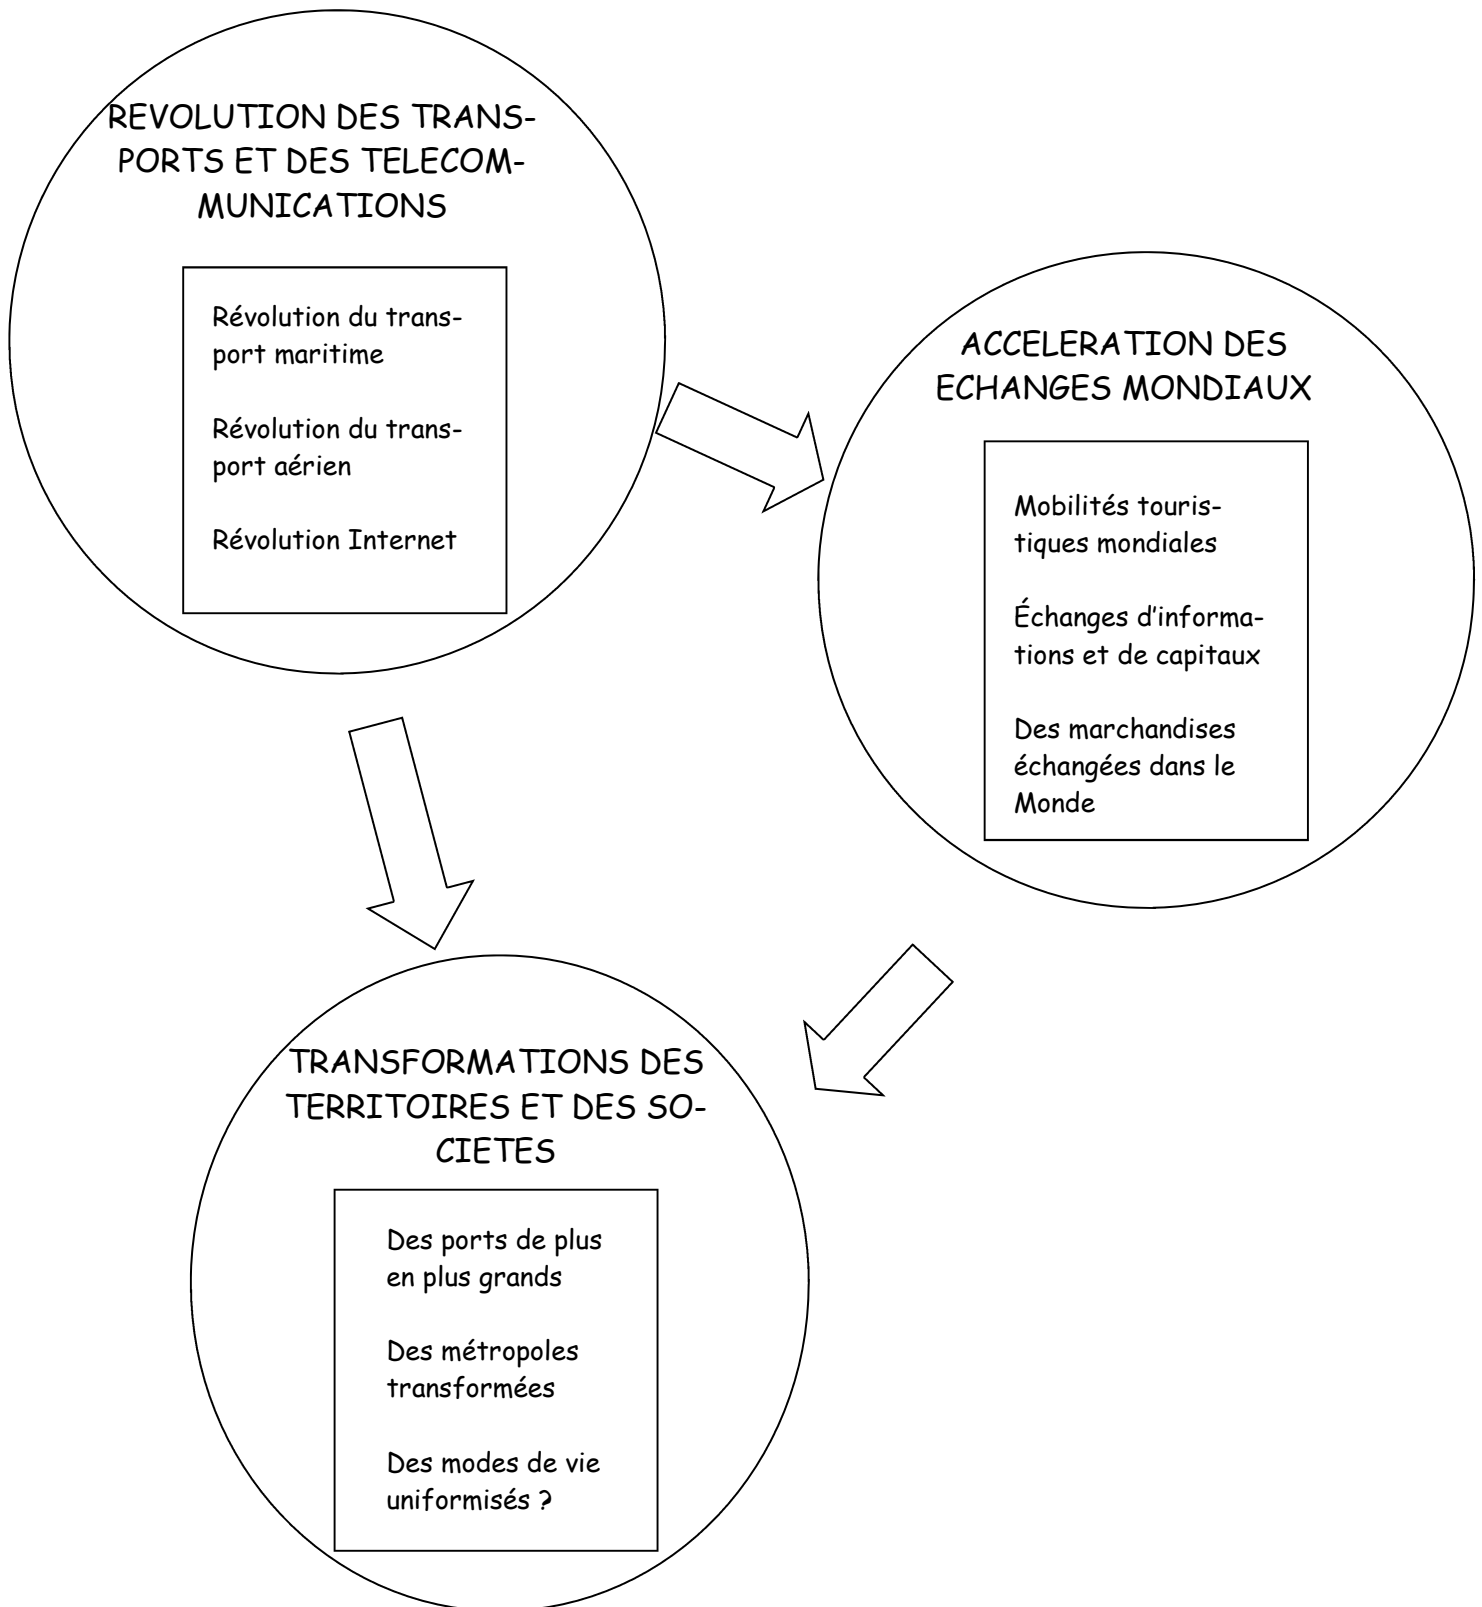 REVOLUTION DES TRANS-
PORTS ET DES TELECOM-
MUNICATIONS
Révolution du trans-
port maritime
Révolution du trans-
port aérien
Révolution Internet
ACCELERATION DES
ECHANGES MONDIAUX
Mobilités touris-
tiques mondiales
Échanges d’informa-
tions et de capitaux
Des marchandises
échangées dans le
Monde
TRANSFORMATIONS DES
TERRITOIRES ET DES SO-
CIETES
Des ports de plus
en plus grands
Des métropoles
transformées
Des modes de vie
uniformisés ?